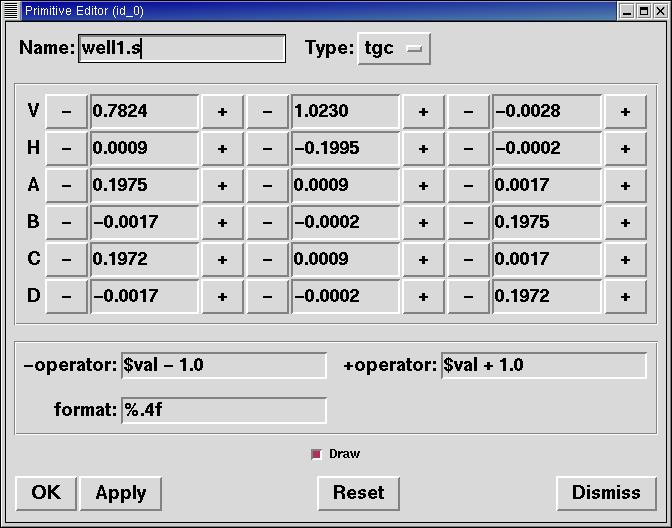 Primitive Editor (id_0)
Name: well1.s Type: tgc
V − 0.7824 + − 1.0230 + − −0.0028 +
H − 0.0009 + − −0.1995 + − −0.0002 +
A − 0.1975 + − 0.0009 + − 0.0017 +
B − −0.0017 + − −0.0002 + − 0.1975 +
C − 0.1972 + − 0.0009 + − 0.0017 +
D − −0.0017 + − −0.0002 + − 0.1972 +
−operator: $val − 1.0 +operator: $val + 1.0
format: %.4f
Draw
OK Apply Reset Dismiss